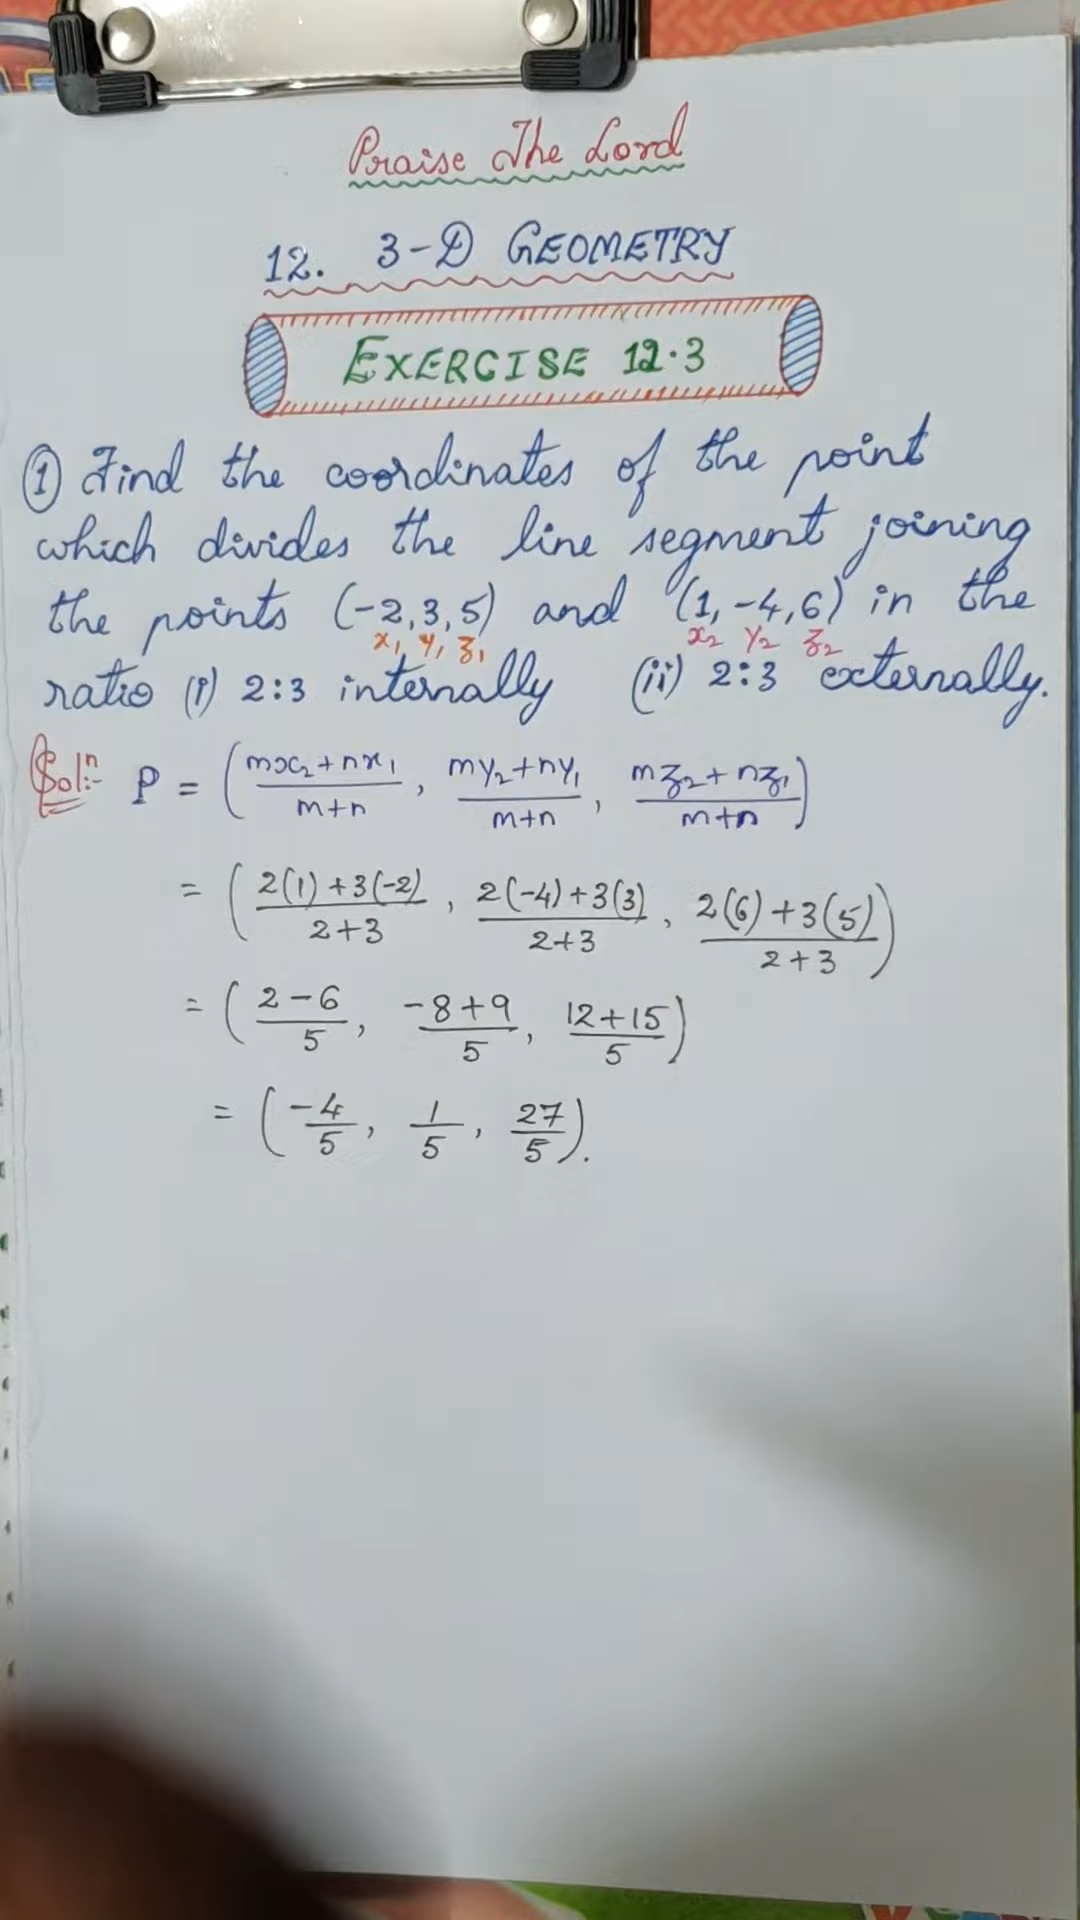 Praise The Lord
12. 3-D GEOMETRY
EXERCISE 12.3
① Find the coordinates of the point
which divides the line segment joining
the points (-2,3,5) and (1,-4,6) in the
x₁ y₁ z₁ x₂ y₂ z₂
ratio (i) 2:3 internally (ii) 2:3 externally.
Solⁿ:- P = ( (mx₂+nx₁)/(m+n) , (my₂+ny₁)/(m+n) , (mz₂+nz₁)/(m+n) )
= ( (2(1)+3(-2))/(2+3) , (2(-4)+3(3))/(2+3) , (2(6)+3(5))/(2+3) )
= ( (2-6)/5 , (-8+9)/5 , (12+15)/5 )
= ( -4/5 , 1/5 , 27/5 ).